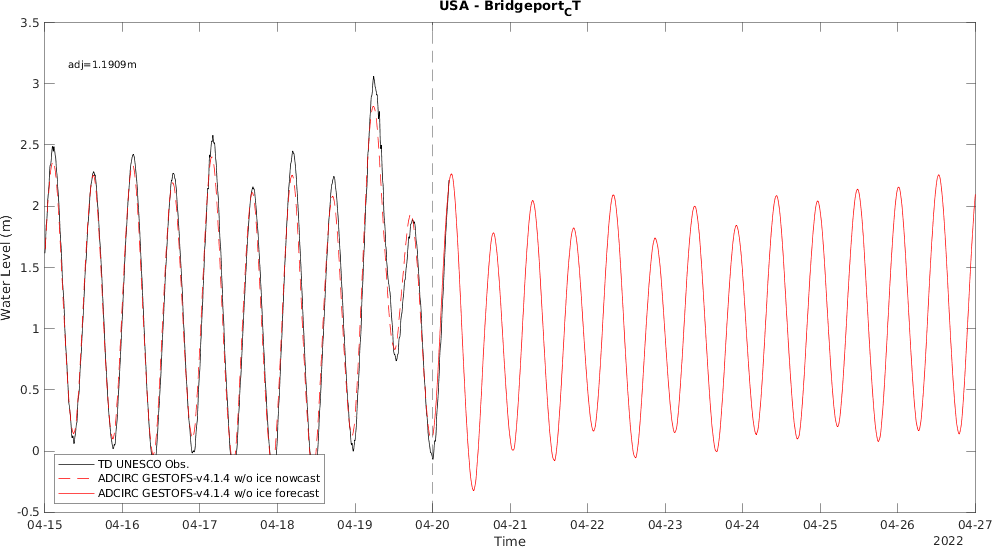 USA - Bridgeport_CT
3.5
adj=1.1909m
3
2.5
2
1.5
1
0.5
0
-0.5
Water Level (m)
TD UNESCO Obs.
ADCIRC GESTOFS-v4.1.4 w/o ice nowcast
ADCIRC GESTOFS-v4.1.4 w/o ice forecast
04-15 04-16 04-17 04-18 04-19 04-20 04-21 04-22 04-23 04-24 04-25 04-26 04-27
Time
2022